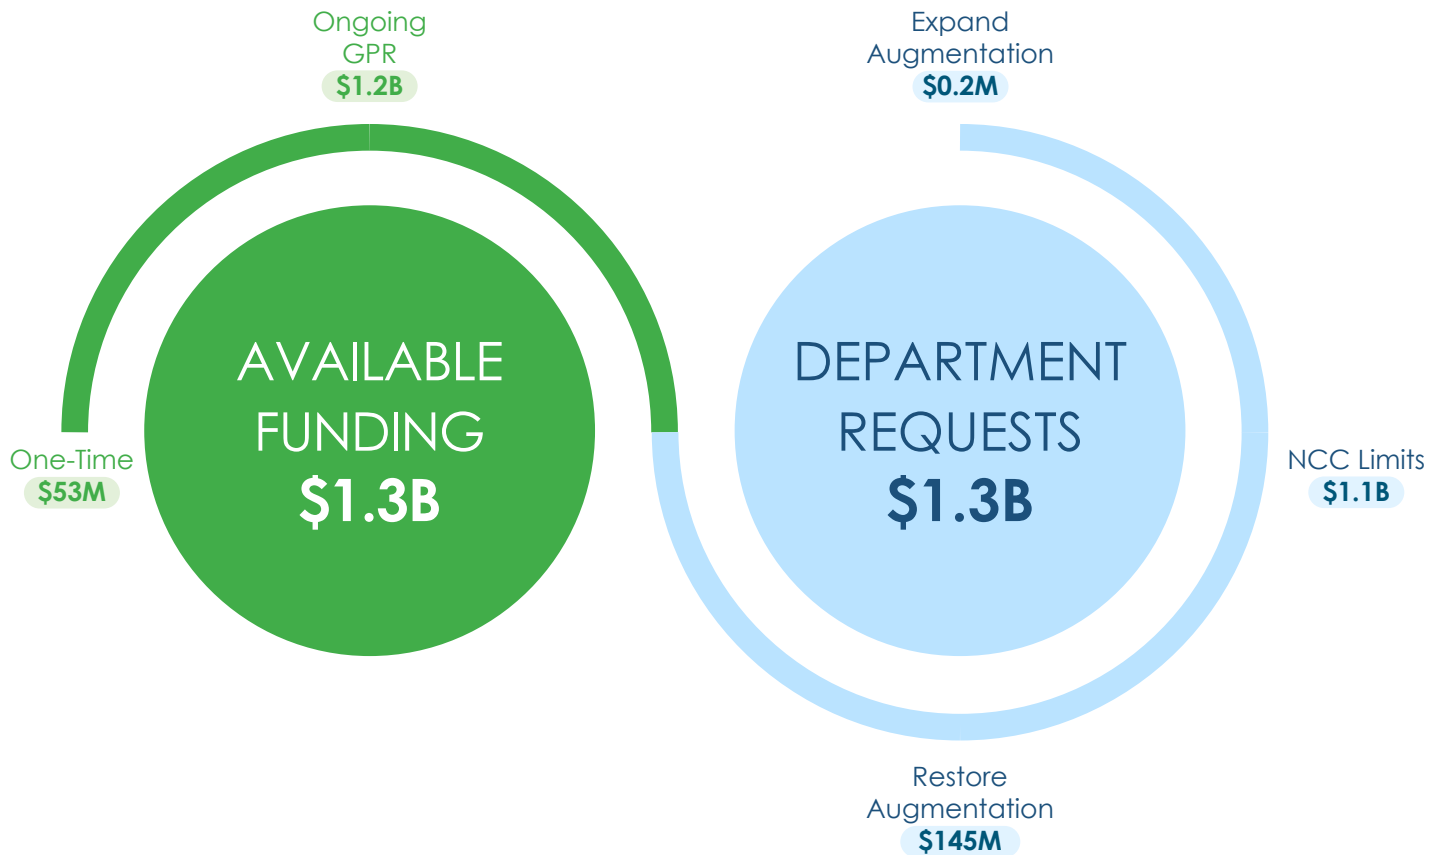 Ongoing
GPR
$1.2B
Expand
Augmentation
$0.2M
AVAILABLE
FUNDING
$1.3B
DEPARTMENT
REQUESTS
$1.3B
One-Time
$53M
NCC Limits
$1.1B
Restore
Augmentation
$145M